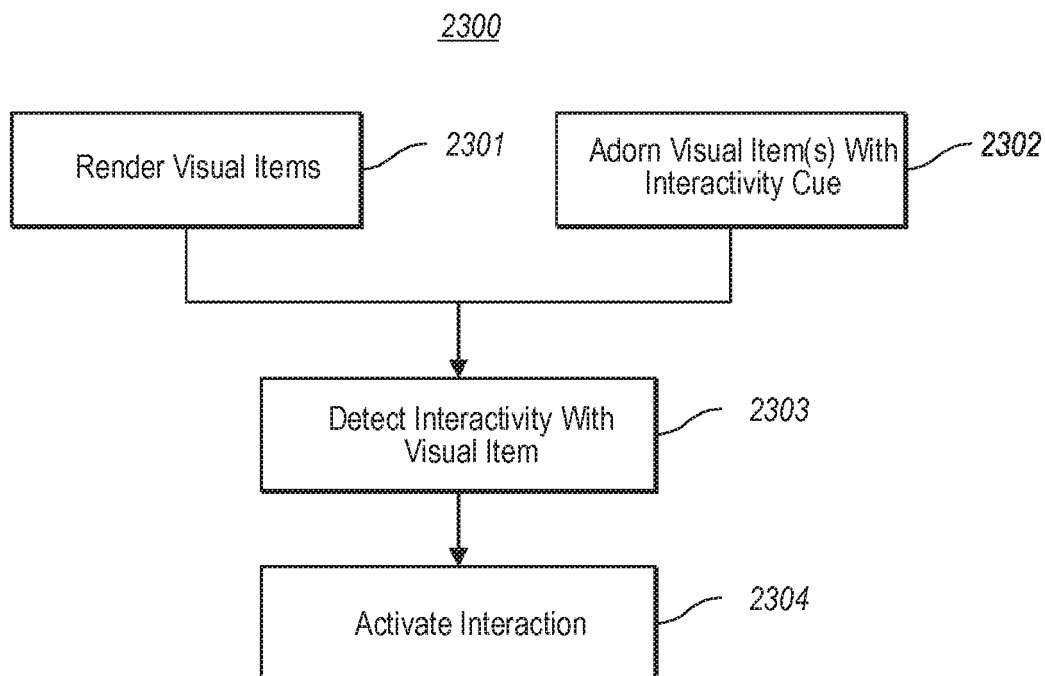 2300
Render Visual Items
2301
Adorn Visual Item(s) With
Interactivity Cue
2302
Detect Interactivity With
Visual Item
2303
Activate Interaction
2304